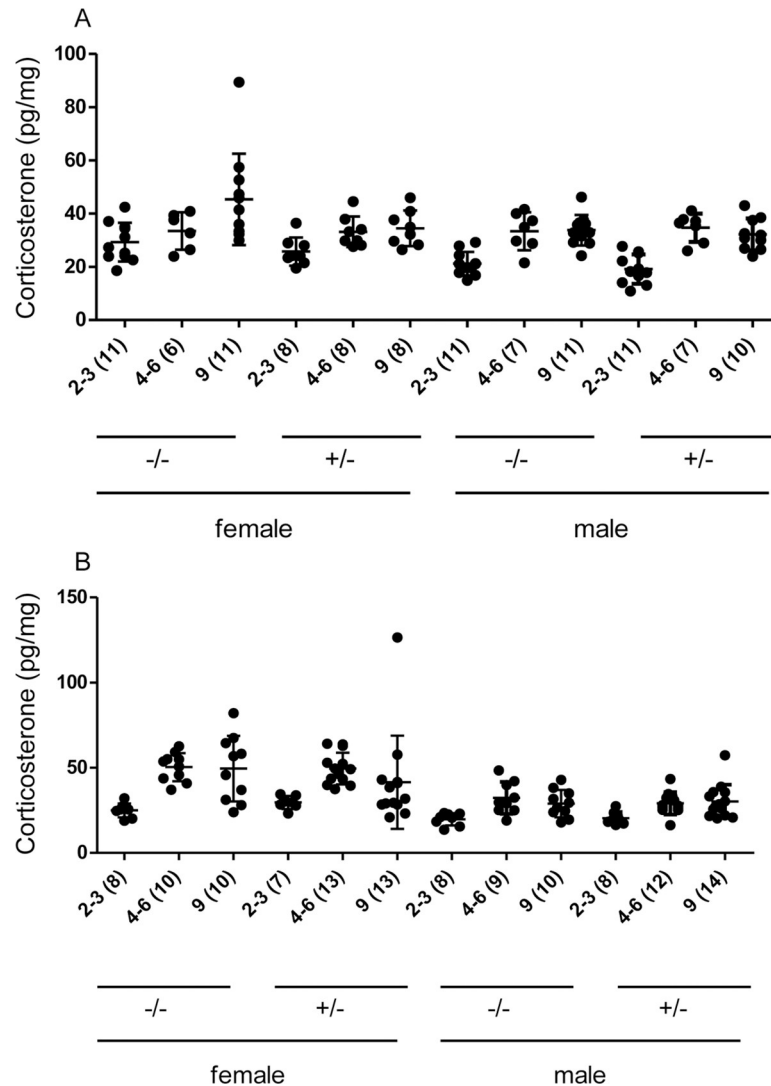 A
Corticosterone (pg/mg)
100
80
60
40
20
0
2-3 (11) 4-6 (6) 9 (11) 2-3 (8) 4-6 (8) 9 (8) 2-3 (11) 4-6 (7) 9 (11) 2-3 (11) 4-6 (7) 9 (10)
-/- +/- -/- +/-
female male
B
Corticosterone (pg/mg)
150
100
50
0
2-3 (8) 4-6 (10) 9 (10) 2-3 (7) 4-6 (13) 9 (13) 2-3 (8) 4-6 (9) 9 (10) 2-3 (8) 4-6 (12) 9 (14)
-/- +/- -/- +/-
female male